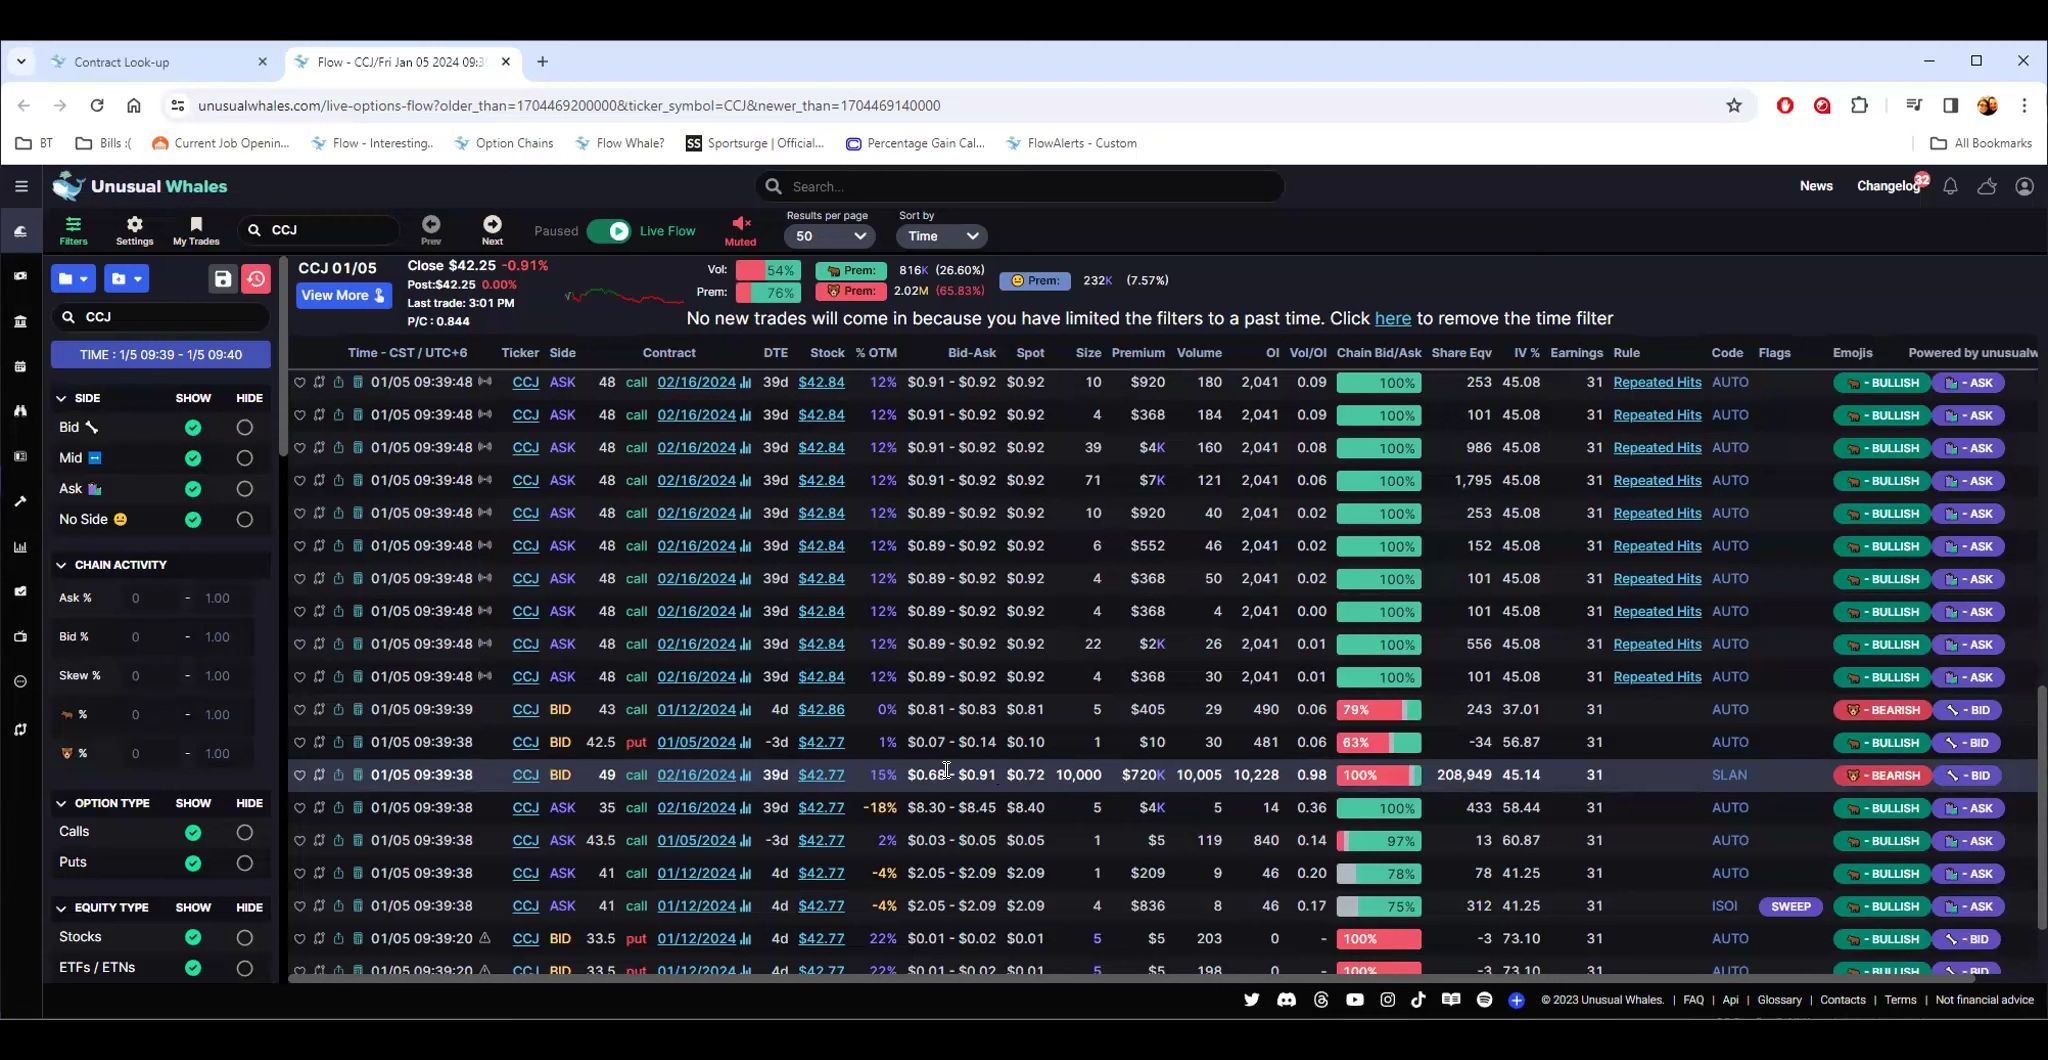 Contract Look-up
Flow - CCJ/Fri Jan 05 2024 09:3
unusualwhales.com/live-options-flow?older_than=1704469200000&ticker_symbol=CCJ&newer_than=1704469140000
BT Bills :( Current Job Openin... Flow - Interesting.. Option Chains Flow Whale? SS Sportsurge | Official... Percentage Gain Cal... FlowAlerts - Custom All Bookmarks
Unusual Whales Search... News Changelog 32
Filters Settings My Trades CCJ Prev Next Paused Live Flow Muted Results per page 50 Sort by Time
CCJ 01/05 Close $42.25 -0.91% Vol: 54% Prem: 816K (26.60%)
View More Post:$42.25 0.00% Prem: 232K (7.57%)
Last trade: 3:01 PM Prem: 76% Prem: 2.02M (65.83%)
P/C : 0.844
No new trades will come in because you have limited the filters to a past time. Click here to remove the time filter
CCJ
TIME : 1/5 09:39 - 1/5 09:40
SIDE SHOW HIDE
Bid
Mid
Ask
No Side
CHAIN ACTIVITY
Ask % 0 - 1.00
Bid % 0 - 1.00
Skew % 0 - 1.00
% 0 - 1.00
% 0 - 1.00
OPTION TYPE SHOW HIDE
Calls
Puts
EQUITY TYPE SHOW HIDE
Stocks
ETFs / ETNs
Time - CST / UTC+6 Ticker Side Contract DTE Stock % OTM Bid-Ask Spot Size Premium Volume OI Vol/OI Chain Bid/Ask Share Eqv IV % Earnings Rule Code Flags Emojis Powered by unusualw
01/05 09:39:48 CCJ ASK 48 call 02/16/2024 39d $42.84 12% $0.91 - $0.92 $0.92 10 $920 180 2,041 0.09 100% 253 45.08 31 Repeated Hits AUTO - BULLISH - ASK
01/05 09:39:48 CCJ ASK 48 call 02/16/2024 39d $42.84 12% $0.91 - $0.92 $0.92 4 $368 184 2,041 0.09 100% 101 45.08 31 Repeated Hits AUTO - BULLISH - ASK
01/05 09:39:48 CCJ ASK 48 call 02/16/2024 39d $42.84 12% $0.91 - $0.92 $0.92 39 $4K 160 2,041 0.08 100% 986 45.08 31 Repeated Hits AUTO - BULLISH - ASK
01/05 09:39:48 CCJ ASK 48 call 02/16/2024 39d $42.84 12% $0.91 - $0.92 $0.92 71 $7K 121 2,041 0.06 100% 1,795 45.08 31 Repeated Hits AUTO - BULLISH - ASK
01/05 09:39:48 CCJ ASK 48 call 02/16/2024 39d $42.84 12% $0.91 - $0.92 $0.92 10 $920 40 2,041 0.02 100% 253 45.08 31 Repeated Hits AUTO - BULLISH - ASK
01/05 09:39:48 CCJ ASK 48 call 02/16/2024 39d $42.84 12% $0.89 - $0.92 $0.92 6 $552 46 2,041 0.02 100% 152 45.08 31 Repeated Hits AUTO - BULLISH - ASK
01/05 09:39:48 CCJ ASK 48 call 02/16/2024 39d $42.84 12% $0.89 - $0.92 $0.92 4 $368 50 2,041 0.02 100% 101 45.08 31 Repeated Hits AUTO - BULLISH - ASK
01/05 09:39:48 CCJ ASK 48 call 02/16/2024 39d $42.84 12% $0.89 - $0.92 $0.92 4 $368 4 2,041 0.00 100% 101 45.08 31 Repeated Hits AUTO - BULLISH - ASK
01/05 09:39:48 CCJ ASK 48 call 02/16/2024 39d $42.84 12% $0.89 - $0.92 $0.92 22 $2K 26 2,041 0.01 100% 556 45.08 31 Repeated Hits AUTO - BULLISH - ASK
01/05 09:39:48 CCJ ASK 48 call 02/16/2024 39d $42.84 12% $0.89 - $0.92 $0.92 4 $368 30 2,041 0.01 100% 101 45.08 31 Repeated Hits AUTO - BULLISH - ASK
01/05 09:39:39 CCJ BID 43 call 01/12/2024 4d $42.86 0% $0.81 - $0.83 $0.81 5 $405 29 490 0.06 79% 243 37.01 31 AUTO - BEARISH - BID
01/05 09:39:38 CCJ BID 42.5 put 01/05/2024 -3d $42.77 1% $0.07 - $0.14 $0.10 1 $10 30 481 0.06 63% -34 56.87 31 AUTO - BULLISH - BID
01/05 09:39:38 CCJ BID 49 call 02/16/2024 39d $42.77 15% $0.68 - $0.91 $0.72 10,000 $720K 10,005 10,228 0.98 100% 208,949 45.14 31 SLAN - BEARISH - BID
01/05 09:39:38 CCJ ASK 35 call 02/16/2024 39d $42.77 -18% $8.30 - $8.45 $8.40 5 $4K 5 14 0.36 100% 433 58.44 31 AUTO - BULLISH - ASK
01/05 09:39:38 CCJ ASK 43.5 call 01/05/2024 -3d $42.77 2% $0.03 - $0.05 $0.05 1 $5 119 840 0.14 97% 13 60.87 31 AUTO - BULLISH - ASK
01/05 09:39:38 CCJ ASK 41 call 01/12/2024 4d $42.77 -4% $2.05 - $2.09 $2.09 1 $209 9 46 0.20 78% 78 41.25 31 AUTO - BULLISH - ASK
01/05 09:39:38 CCJ ASK 41 call 01/12/2024 4d $42.77 -4% $2.05 - $2.09 $2.09 4 $836 8 46 0.17 75% 312 41.25 31 ISOI SWEEP - BULLISH - ASK
01/05 09:39:20 CCJ BID 33.5 put 01/12/2024 4d $42.77 22% $0.01 - $0.02 $0.01 5 $5 203 0 - 100% -3 73.10 31 AUTO - BULLISH - BID
01/05 09:39:20 CCJ BID 33.5 put 01/12/2024 4d $42.77 22% $0.01 - $0.02 $0.01 5 $5 198 0 - 100% -3 73.10 31 AUTO - BULLISH - BID
© 2023 Unusual Whales. | FAQ | Api | Glossary | Contacts | Terms | Not financial advice